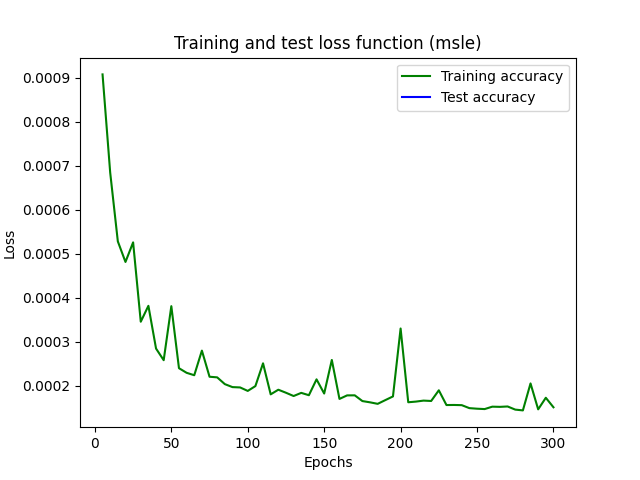 Training and test loss function (msle)
Training accuracy
Test accuracy
0.0009
0.0008
0.0007
0.0006
0.0005
0.0004
0.0003
0.0002
Loss
0 50 100 150 200 250 300
Epochs